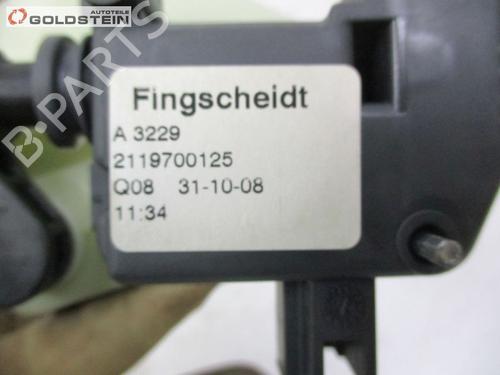 Autoteile
GOLDSTEIN
B-PARTS
Fingscheidt
A 3229
2119700125
Q08 31-10-08
11:34